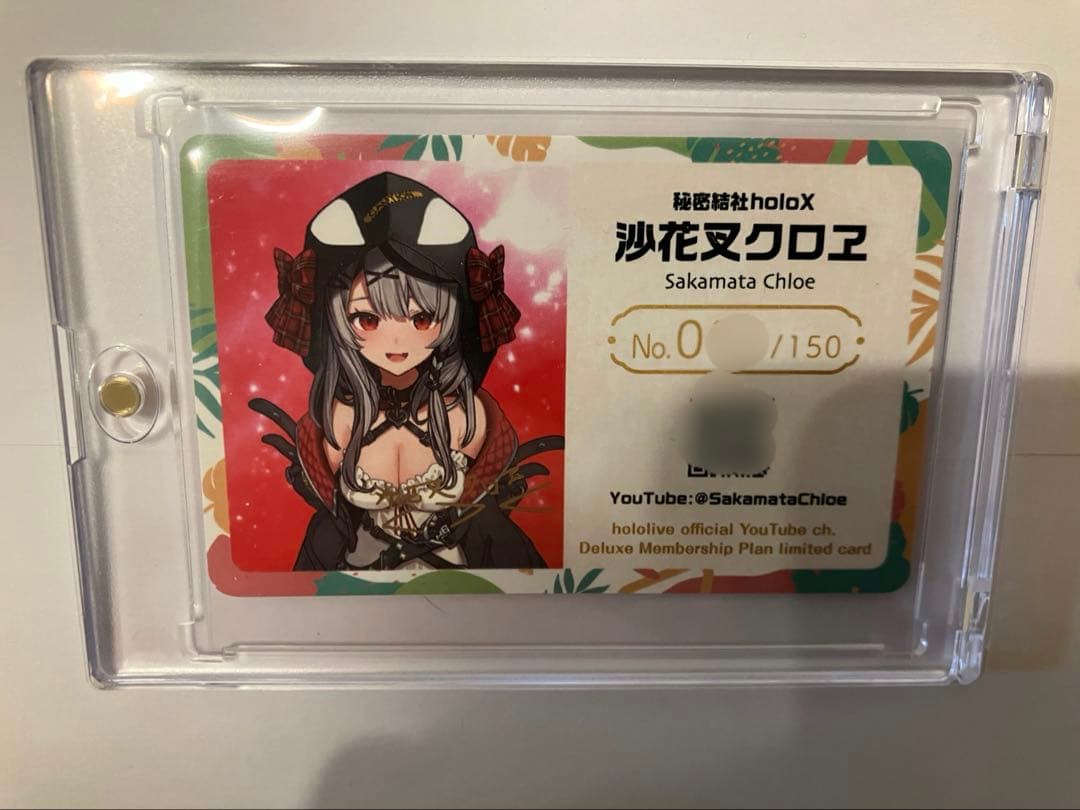 秘密結社holoX
沙花叉クロヱ
Sakamata Chloe
No.0 /150
YouTube:@SakamataChloe
hololive official YouTube ch.
Deluxe Membership Plan limited card